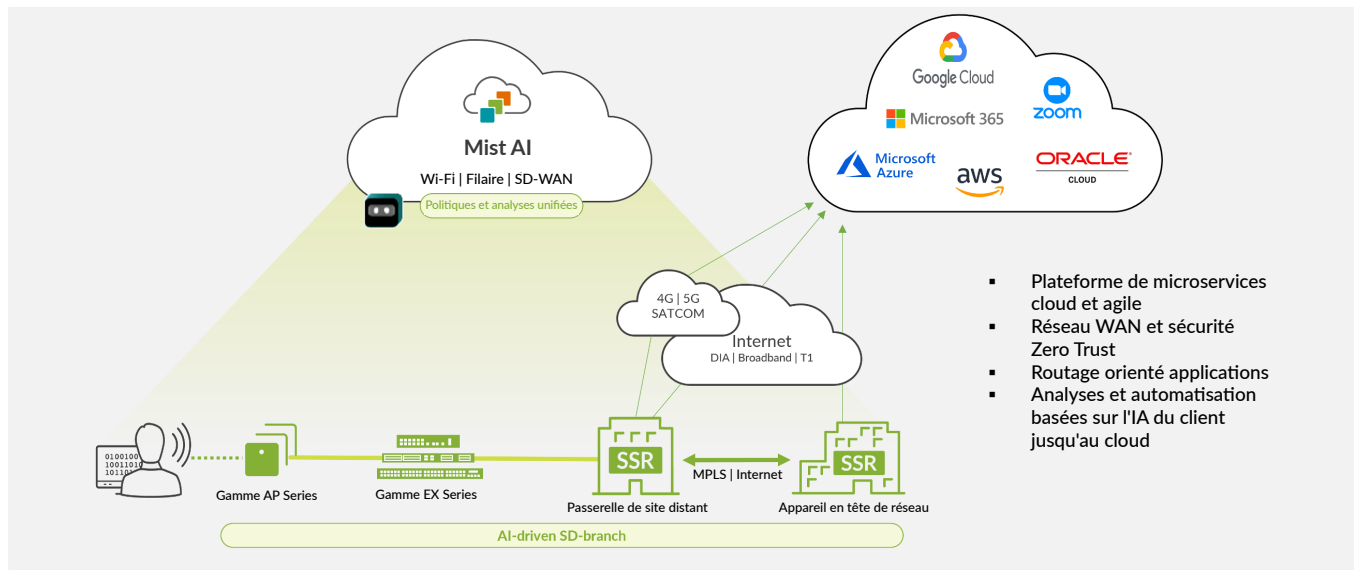 Mist AI
Wi-Fi | Filaire | SD-WAN
Politiques et analyses unifiées
Google Cloud
zoom
Microsoft 365
Microsoft
Azure
aws
ORACLE
CLOUD
4G | 5G
SATCOM
Internet
DIA | Broadband | T1
▪ Plateforme de microservices
cloud et agile
▪ Réseau WAN et sécurité
Zero Trust
▪ Routage orienté applications
▪ Analyses et automatisation
basées sur l'IA du client
jusqu'au cloud
0100100
10011010
10110
Gamme AP Series
Gamme EX Series
SSR
Passerelle de site distant
MPLS | Internet
SSR
Appareil en tête de réseau
AI-driven SD-branch